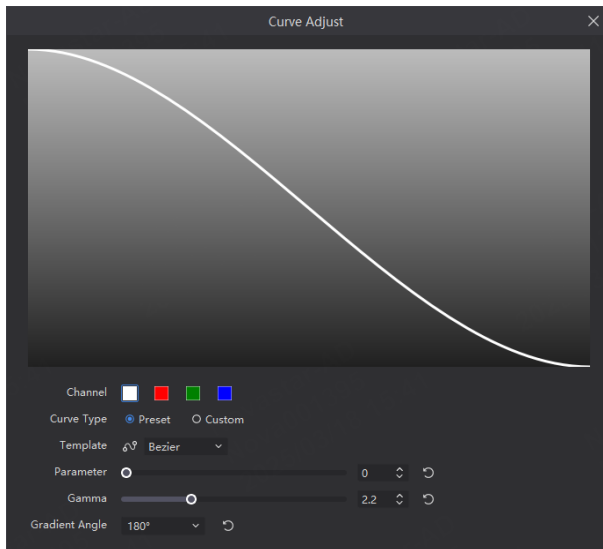 Curve Adjust
Channel
Curve Type Preset Custom
Template Bezier
Parameter 0
Gamma 2.2
Gradient Angle 180°